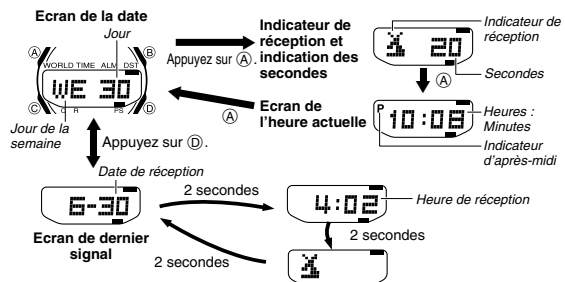 Ecran de la date
Jour
A
B
WORLD TIME ALM DST
WE 30
C
R
PS
D
Jour de la
semaine
Appuyez sur A.
Indicateur de
réception et
indication des
secondes
Indicateur de
réception
20
Secondes
A
A
Ecran de
l'heure actuelle
P 10:08
Heures :
Minutes
Indicateur
d'après-midi
Appuyez sur D.
Date de réception
6-30
Ecran de dernier
signal
2 secondes
4:02
Heure de réception
2 secondes
2 secondes